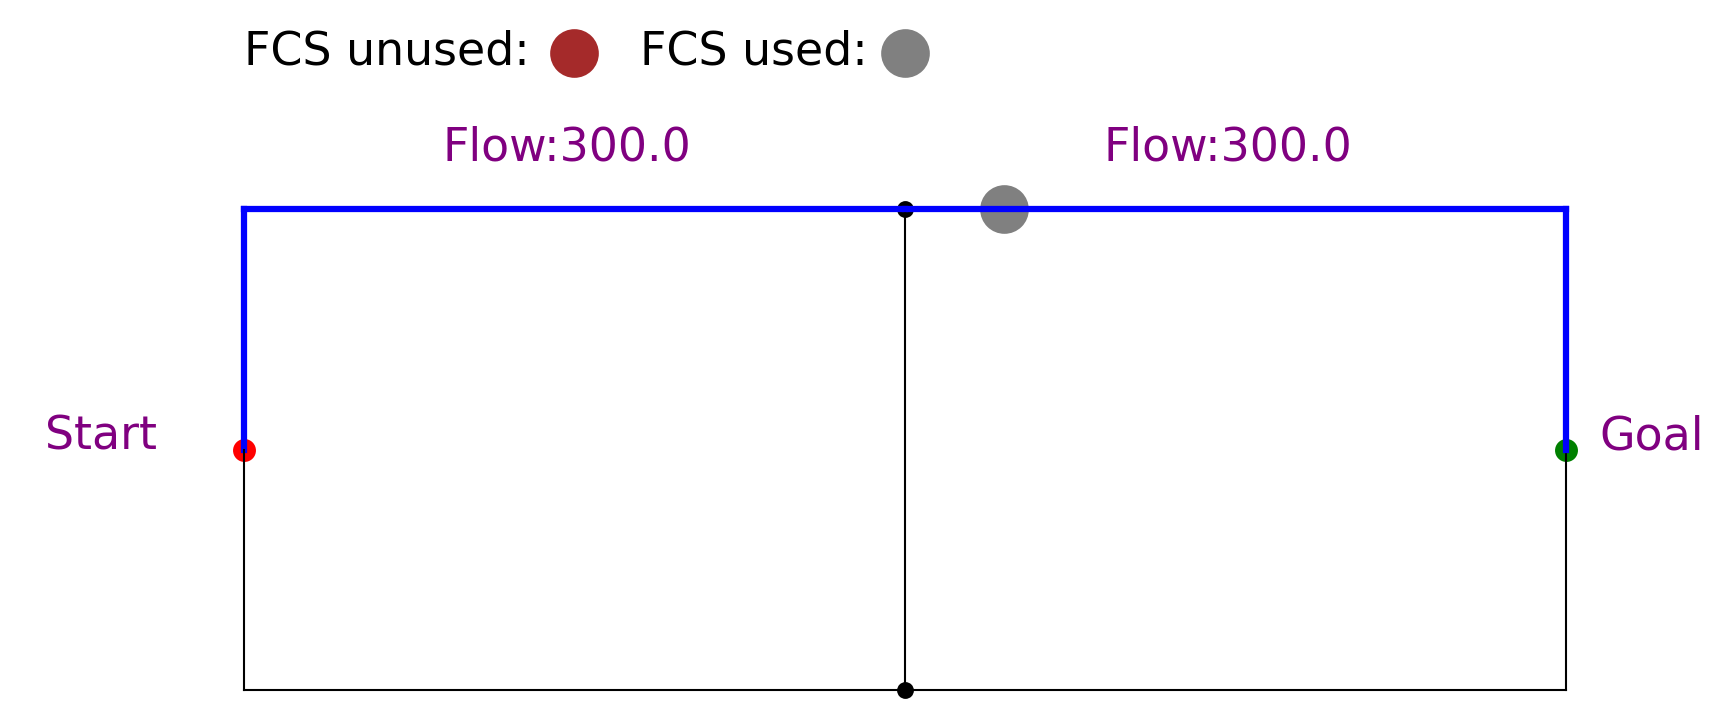 FCS unused: FCS used:
Flow:300.0 Flow:300.0
Start Goal